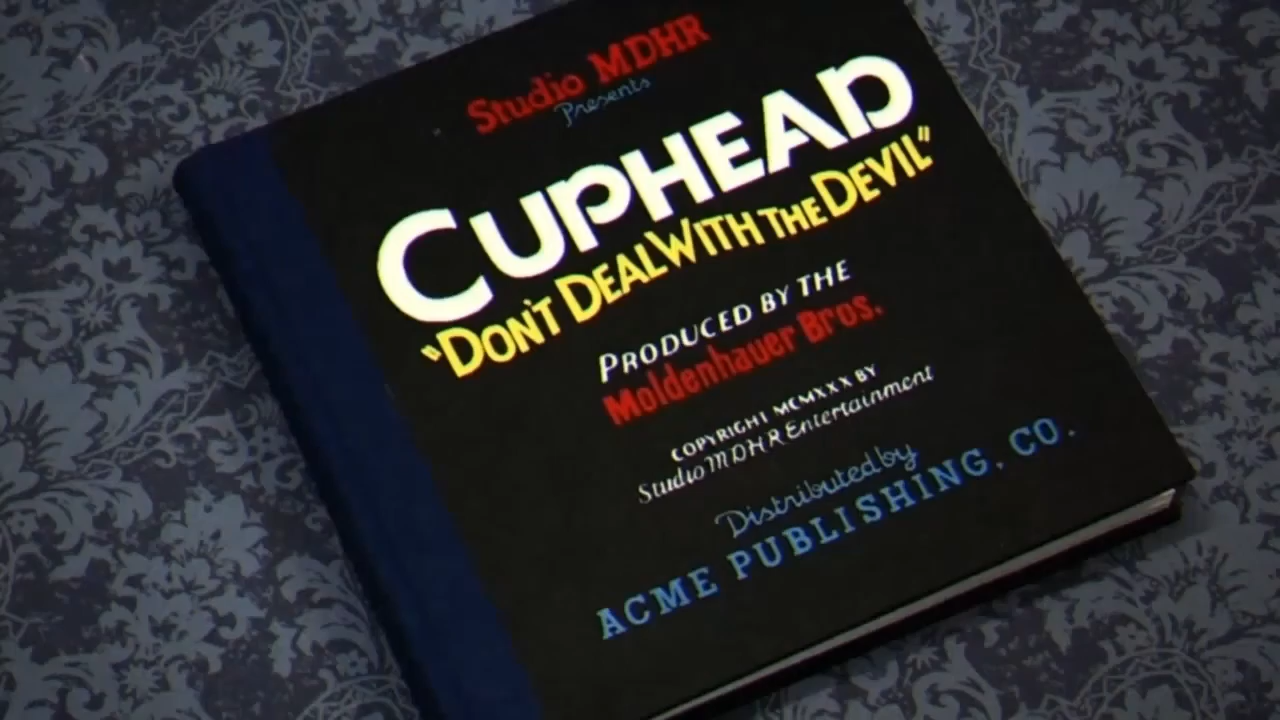 Studio MDHR
Presents
CUPHEAD
"DON'T DEAL WITH THE DEVIL"
PRODUCED BY THE
Moldenhauer Bros.
COPYRIGHT MCMXXX BY
Studio MDHR Entertainment
Distributed by
ACME PUBLISHING, CO.